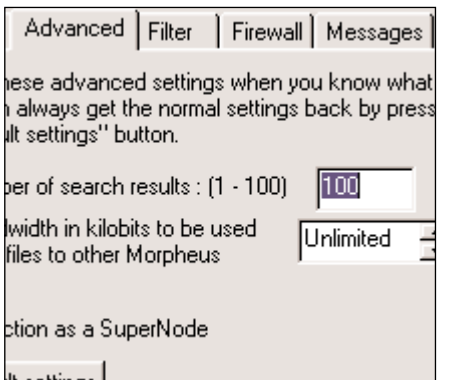 Advanced Filter Firewall Messages
hese advanced settings when you know what
n always get the normal settings back by press
ult settings" button.
ber of search results : (1 - 100) 100
dwidth in kilobits to be used
files to other Morpheus
Unlimited
ction as a SuperNode
lt settings